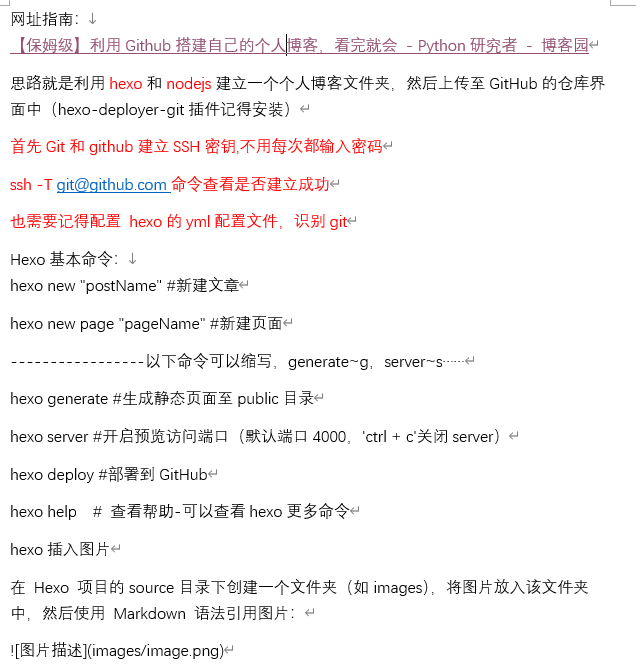 网址指南：↓
【保姆级】利用 Github 搭建自己的个人博客，看完就会 - Python 研究者 - 博客园↵
思路就是利用 hexo 和 nodejs 建立一个个人博客文件夹，然后上传至 GitHub 的仓库界
面中（hexo-deployer-git 插件记得安装）↵
首先 Git 和 github 建立 SSH 密钥,不用每次都输入密码↵
ssh -T git@github.com 命令查看是否建立成功↵
也需要记得配置 hexo 的 yml 配置文件，识别 git↵
Hexo 基本命令：↓
hexo new "postName" #新建文章↵
hexo new page "pageName" #新建页面↵
-----------------以下命令可以缩写，generate~g，server~s……↵
hexo generate #生成静态页面至 public 目录↵
hexo server #开启预览访问端口（默认端口 4000，'ctrl + c'关闭 server）↵
hexo deploy #部署到 GitHub↵
hexo help # 查看帮助-可以查看 hexo 更多命令↵
hexo 插入图片↵
在 Hexo 项目的 source 目录下创建一个文件夹（如 images），将图片放入该文件夹
中，然后使用 Markdown 语法引用图片：↵
![图片描述](images/image.png)↵